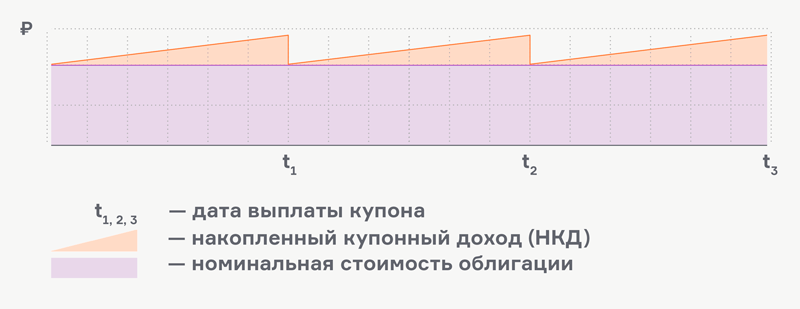 ₽
t1 t2 t3
t1, 2, 3 — дата выплаты купона
— накопленный купонный доход (НКД)
— номинальная стоимость облигации